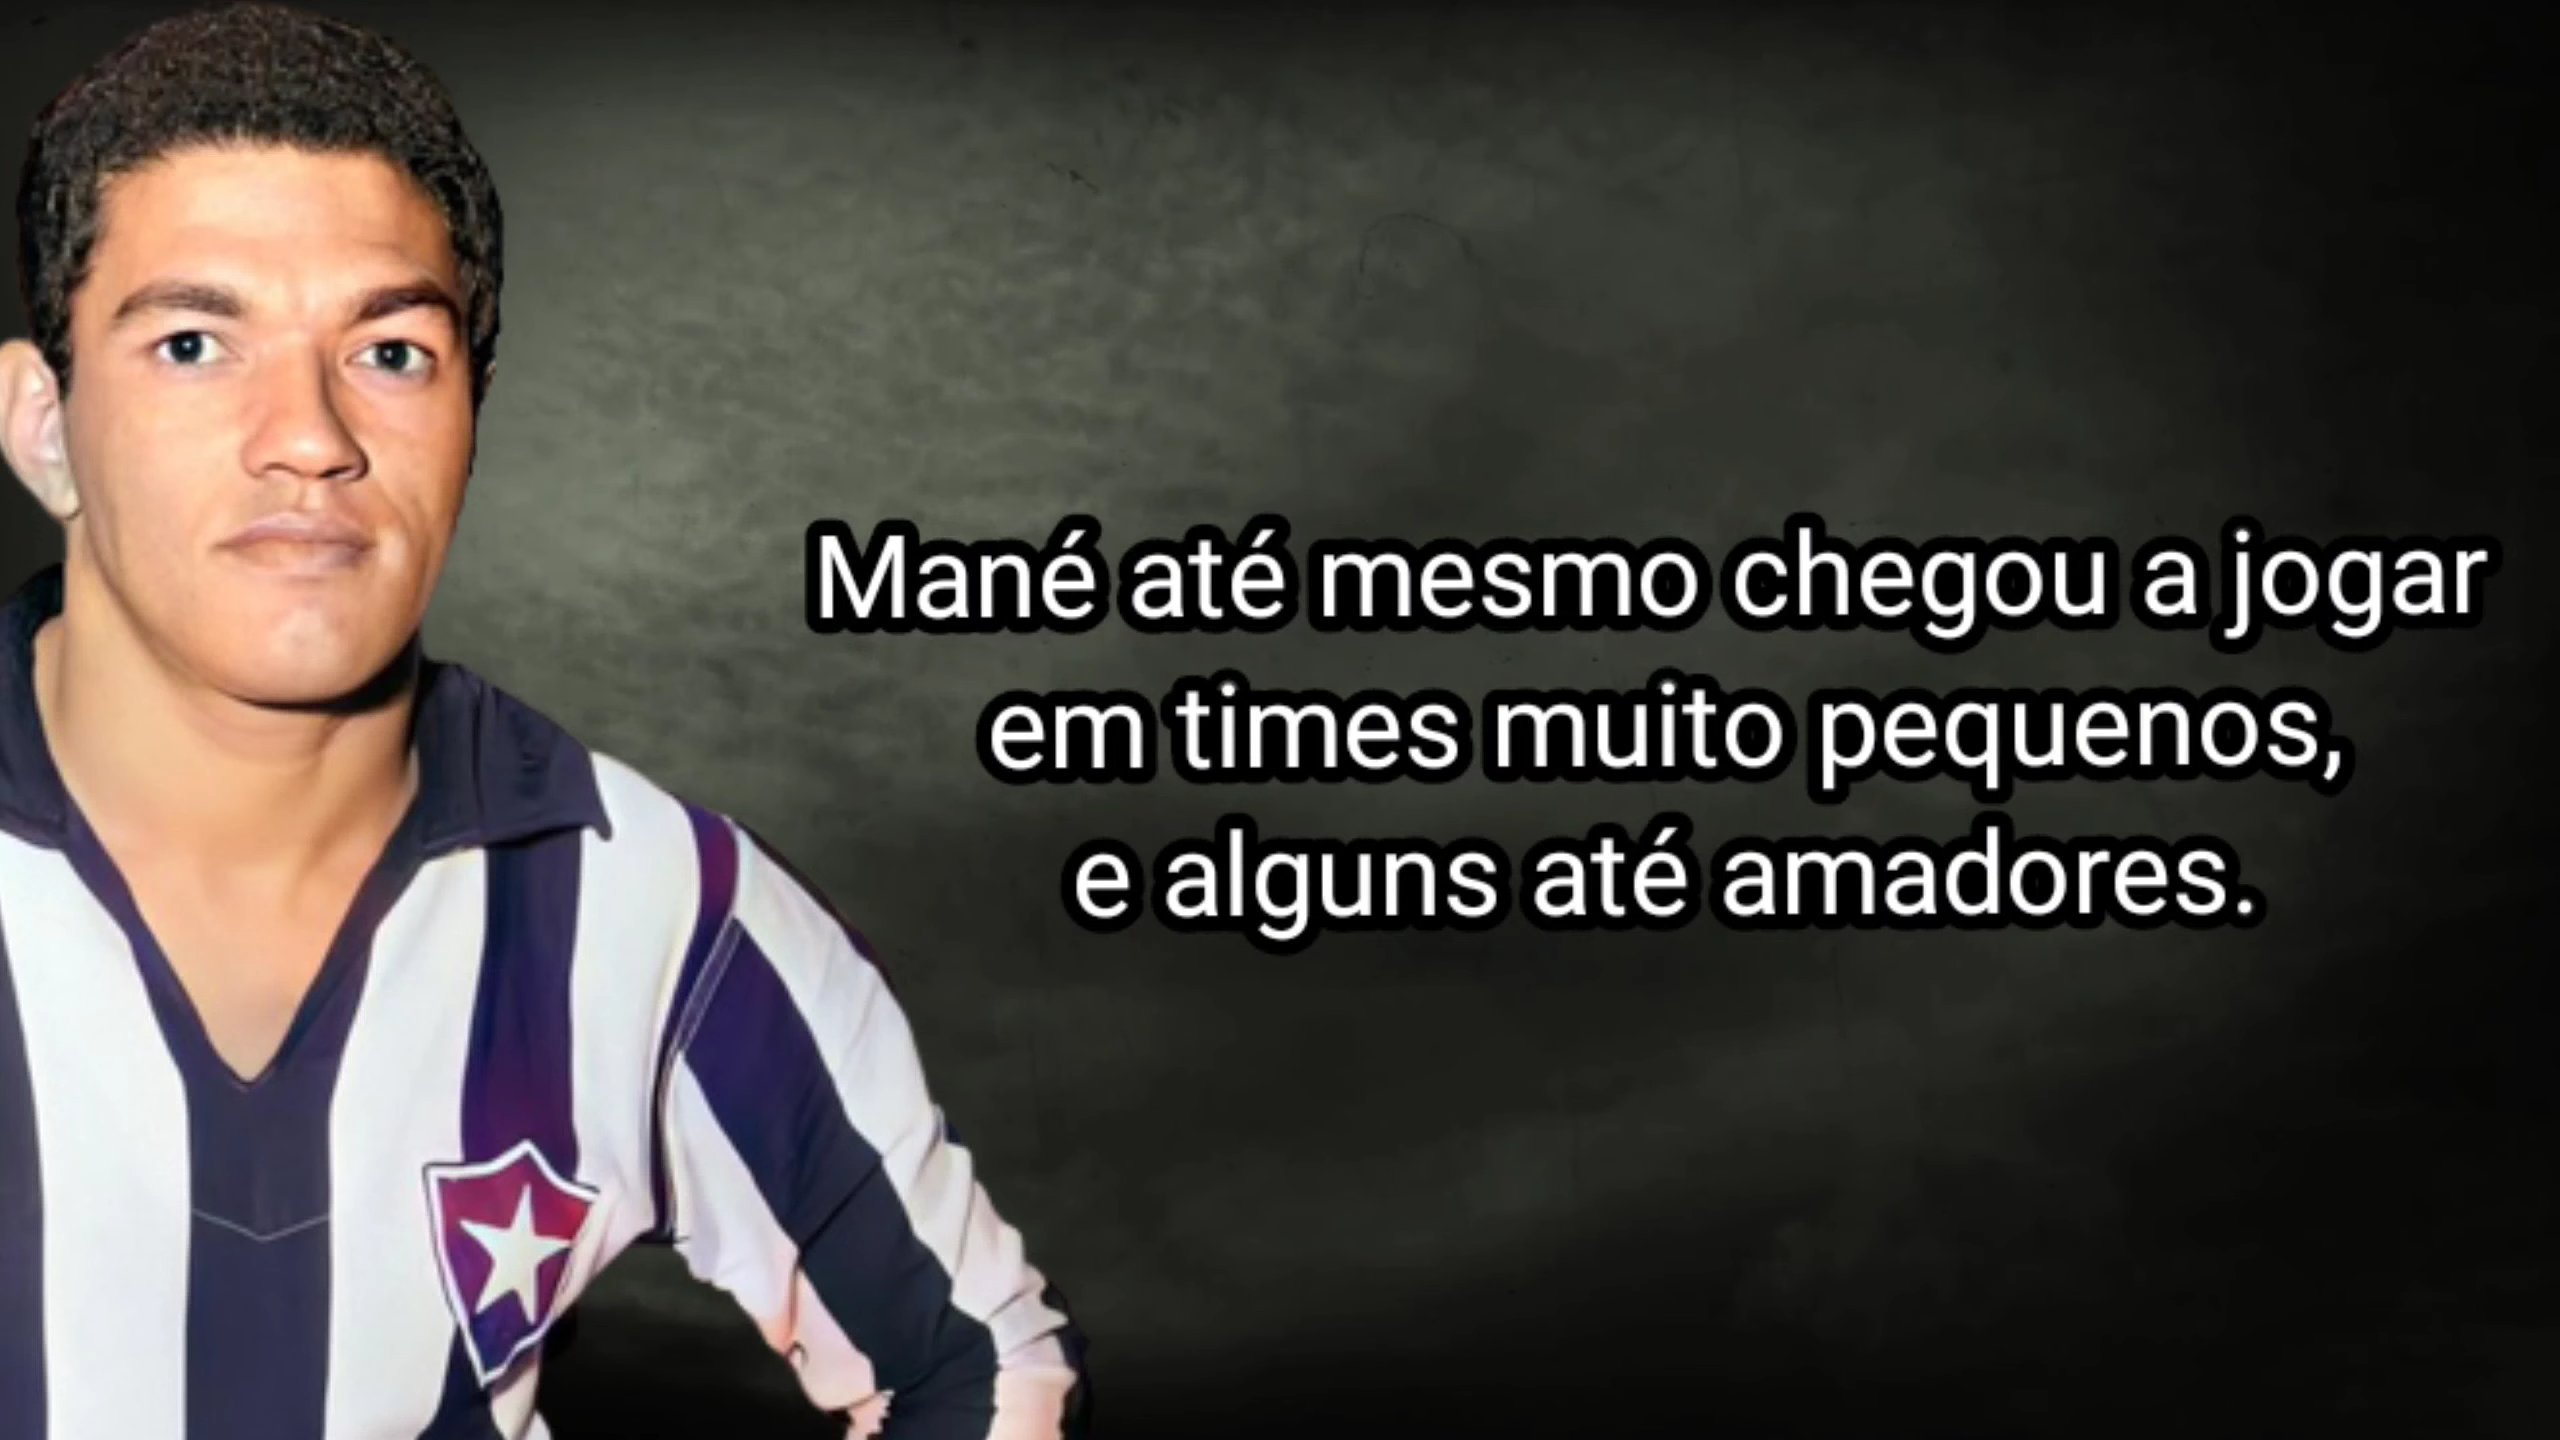 Mané até mesmo chegou a jogar
em times muito pequenos,
e alguns até amadores.